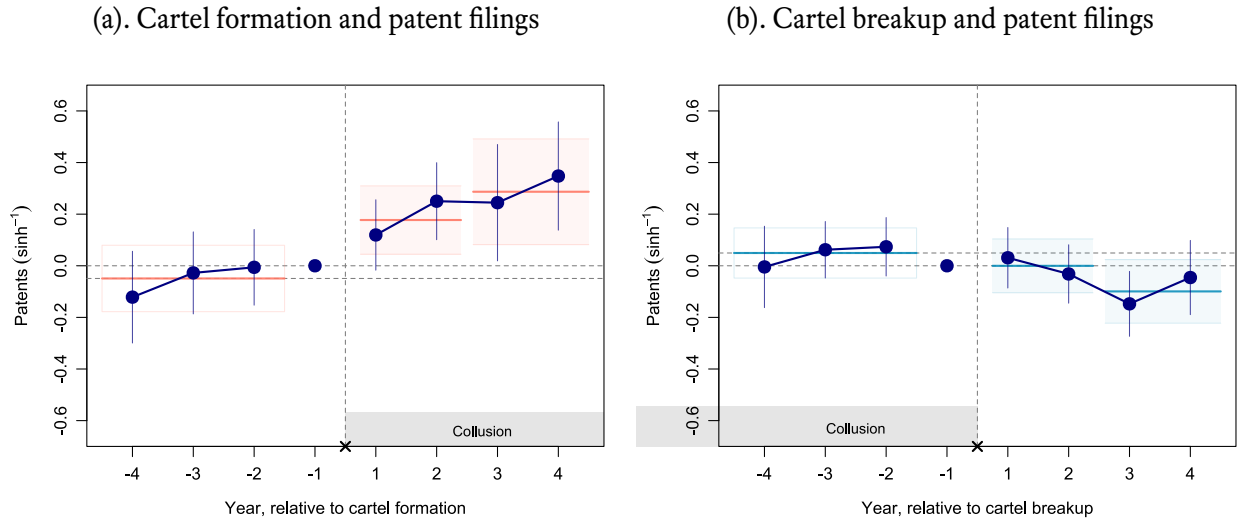 (a). Cartel formation and patent filings
Patents (sinh⁻¹)
0.6
0.4
0.2
0.0
-0.2
-0.4
-0.6
Collusion
-4 -3 -2 -1 1 2 3 4
Year, relative to cartel formation
(b). Cartel breakup and patent filings
Patents (sinh⁻¹)
0.6
0.4
0.2
0.0
-0.2
-0.4
-0.6
Collusion
-4 -3 -2 -1 1 2 3 4
Year, relative to cartel breakup